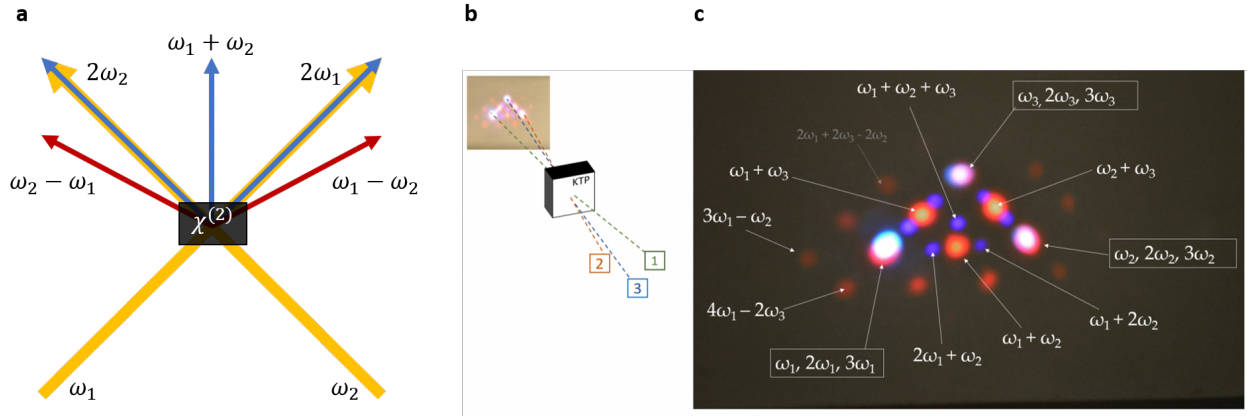 a
ω₁ + ω₂
2ω₂
2ω₁
ω₂ − ω₁
ω₁ − ω₂
χ⁽²⁾
ω₁
ω₂
b
KTP
1
2
3
c
ω₁ + ω₂ + ω₃
ω₃, 2ω₃, 3ω₃
2ω₁ + 2ω₃ - 2ω₂
ω₁ + ω₃
ω₂ + ω₃
3ω₁ − ω₂
ω₂, 2ω₂, 3ω₂
4ω₁ − 2ω₃
ω₁ + 2ω₂
ω₁ + ω₂
2ω₁ + ω₂
ω₁, 2ω₁, 3ω₁